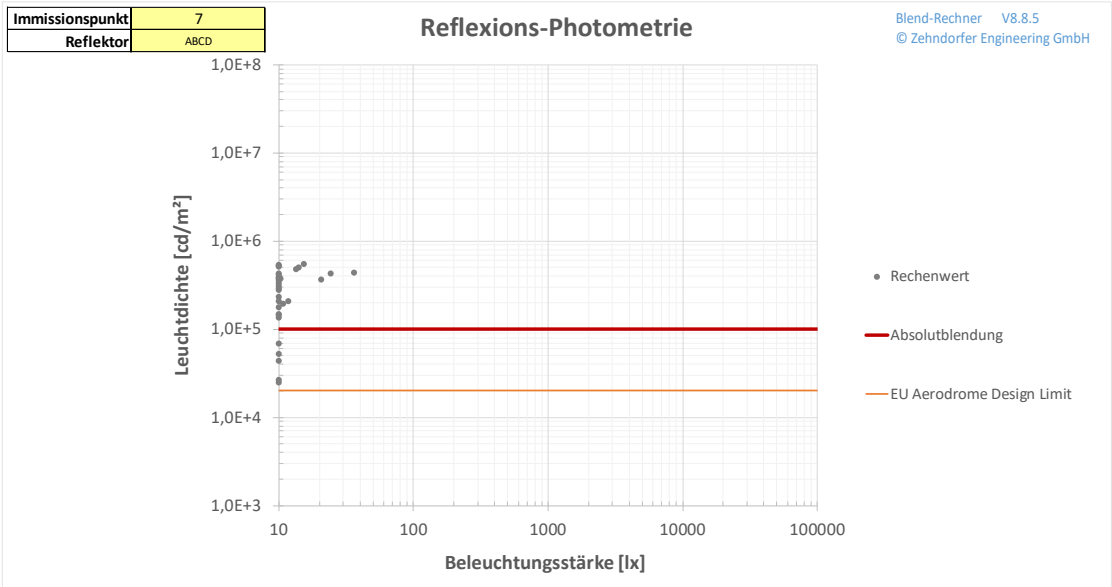 Immissionspunkt 7
Reflektor ABCD
Reflexions-Photometrie
Blend-Rechner V8.8.5
© Zehndorfer Engineering GmbH
1,0E+8
1,0E+7
1,0E+6
1,0E+5
1,0E+4
1,0E+3
Leuchtdichte [cd/m²]
10 100 1000 10000 100000
Beleuchtungsstärke [lx]
Rechenwert
Absolutblendung
EU Aerodrome Design Limit